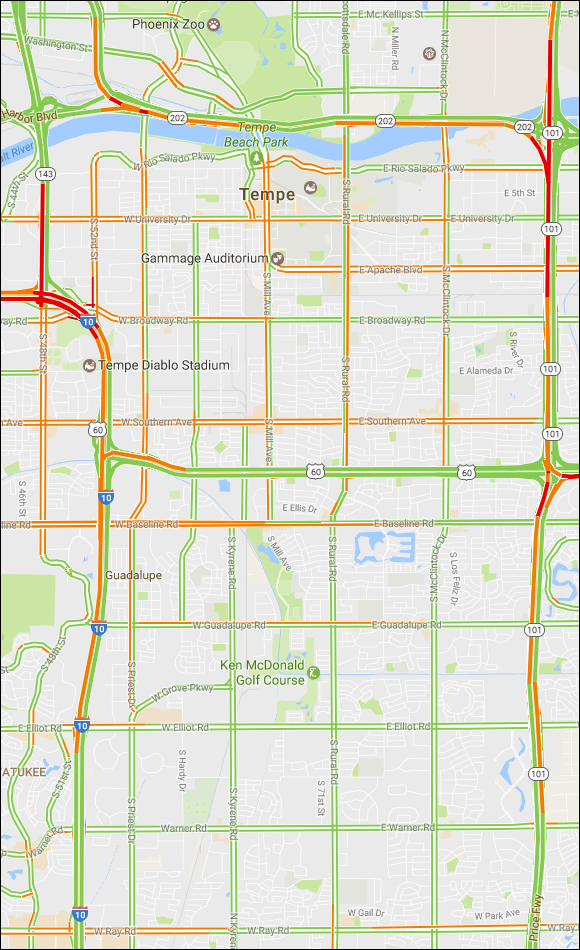 E Mc Kellips St
Phoenix Zoo
Washington St
N Miller Rd
N McClintock Dr
Harbor Blvd
202
202
202
101
Tempe
Beach Park
W Rio Salado Pkwy
E Rio Salado Pkwy
143
S 44th St
Tempe
E 5th St
S Rural Rd
S 52nd St
W University Dr
E University Dr
E University Dr
101
Gammage Auditorium
E Apache Blvd
S Mill Ave
S McClintock Dr
10
W Broadway Rd
E Broadway Rd
S 48th St
S River Dr
Tempe Diablo Stadium
S Rural Rd
E Alameda Dr
101
W Southern Ave
E Southern Ave
60
S Mill Ave
101
60
60
S 46th St
10
E Ellis Dr
W Baseline Rd
E Baseline Rd
S Mill Ave
S Kyrene Rd
S Rural Rd
S McClintock Dr
S Los Feliz Dr
Guadalupe
10
W Guadalupe Rd
E Guadalupe Rd
101
S 48th St
S Priest Dr
Ken McDonald
Golf Course
W Grove Pkwy
E Elliot Rd
10
W Elliot Rd
E Elliot Rd
S 51st St
S Hardy Dr
S Rural Rd
S 71st St
101
S Kyrene Rd
S Priest Dr
Warner Rd
Warner Rd
E Warner Rd
10
W Gail Dr
W Park Ave
Price Fwy
W Ray Rd
W Ray Rd
W Ray